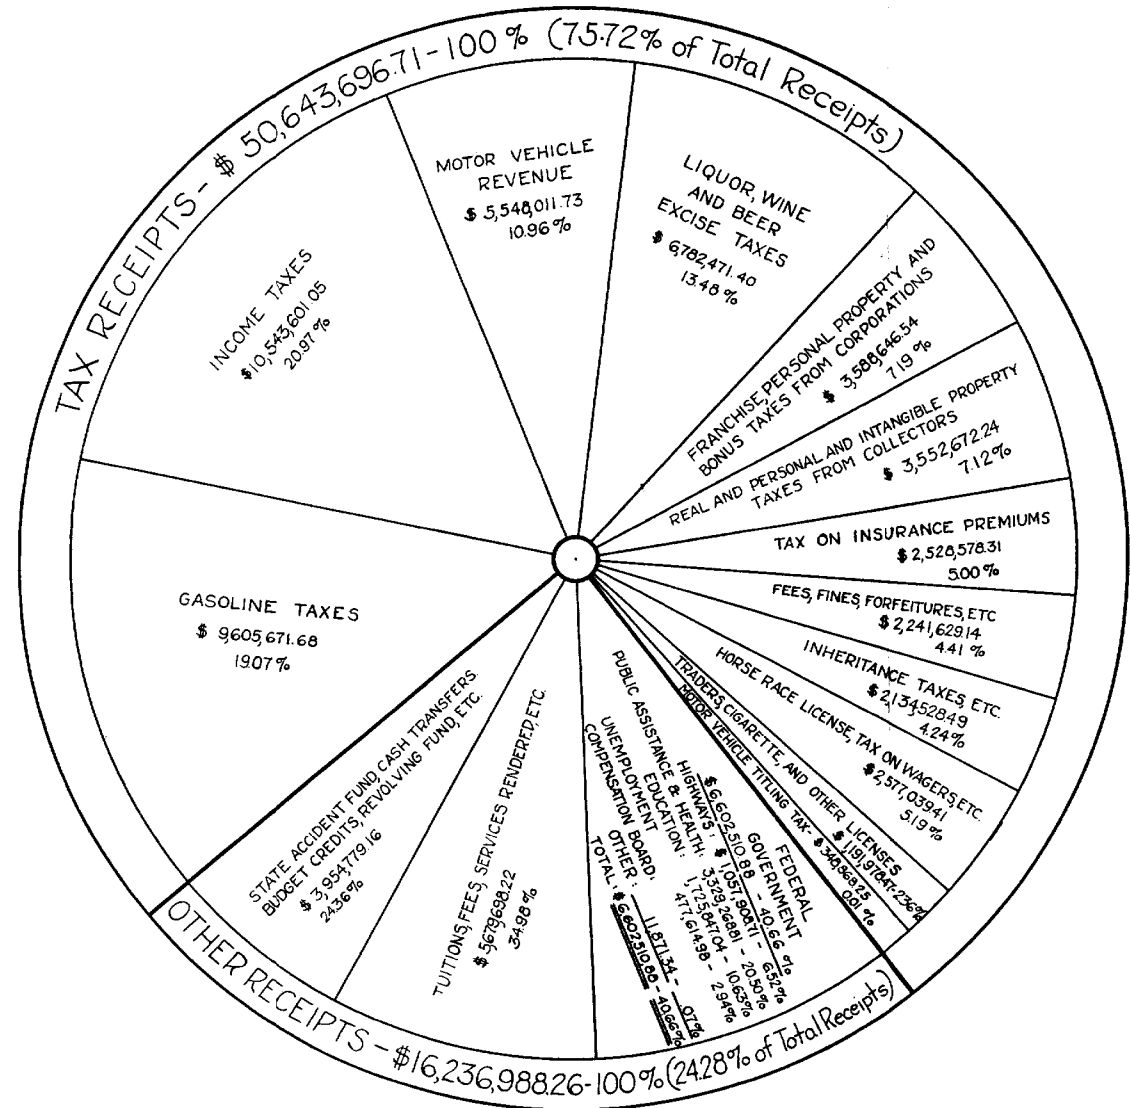 TAX RECEIPTS - $ 50,643,696.71 - 100 % (75.72% of Total Receipts)
MOTOR VEHICLE
REVENUE
$ 5,548,011.73
10.96 %
LIQUOR, WINE
AND BEER
EXCISE TAXES
$ 6,782,471.40
13.48 %
FRANCHISE, PERSONAL PROPERTY AND
BONUS TAXES FROM CORPORATIONS
$ 3,588,646.54
7.19 %
REAL AND PERSONAL AND INTANGIBLE PROPERTY
TAXES FROM COLLECTORS
$ 3,552,672.24
7.12%
TAX ON INSURANCE PREMIUMS
$ 2,528,578.31
5.00 %
FEES, FINES, FORFEITURES, ETC
$ 2,241,629.14
4.41 %
INHERITANCE TAXES, ETC.
$ 2,134,528.49
4.24 %
HORSE RACE LICENSE, TAX ON WAGERS, ETC.
$ 2,577,039.41
5.19 %
TRADERS, CIGARETTE, AND OTHER LICENSES
$ 1,191,978.47 - 2.36%
MOTOR VEHICLE TITLING TAX - $ 348,868.25
0.01 %
INCOME TAXES
$10,543,601.05
20.97 %
GASOLINE TAXES
$ 9,605,671.68
19.07 %
STATE ACCIDENT FUND, CASH TRANSFERS
BUDGET CREDITS, REVOLVING FUND, ETC.
$ 3,954,779.16
24.36%
TUITIONS, FEES, SERVICES RENDERED, ETC.
$ 5,679,698.22
34.98 %
FEDERAL
GOVERNMENT
$ 6,602,510.88 - 40.66 %
HIGHWAYS: $ 1,057,908.71 - 6.52%
PUBLIC ASSISTANCE & HEALTH: 3,329,268.81 - 20.50%
EDUCATION: 1,725,847.04 - 10.63%
UNEMPLOYMENT
COMPENSATION BOARD: 477,614.98 - 2.94%
OTHER: 11,871.34 - .07%
TOTAL: $ 6,602,510.88 - 40.66%
OTHER RECEIPTS - $16,236,988.26 - 100% (24.28% of Total Receipts)